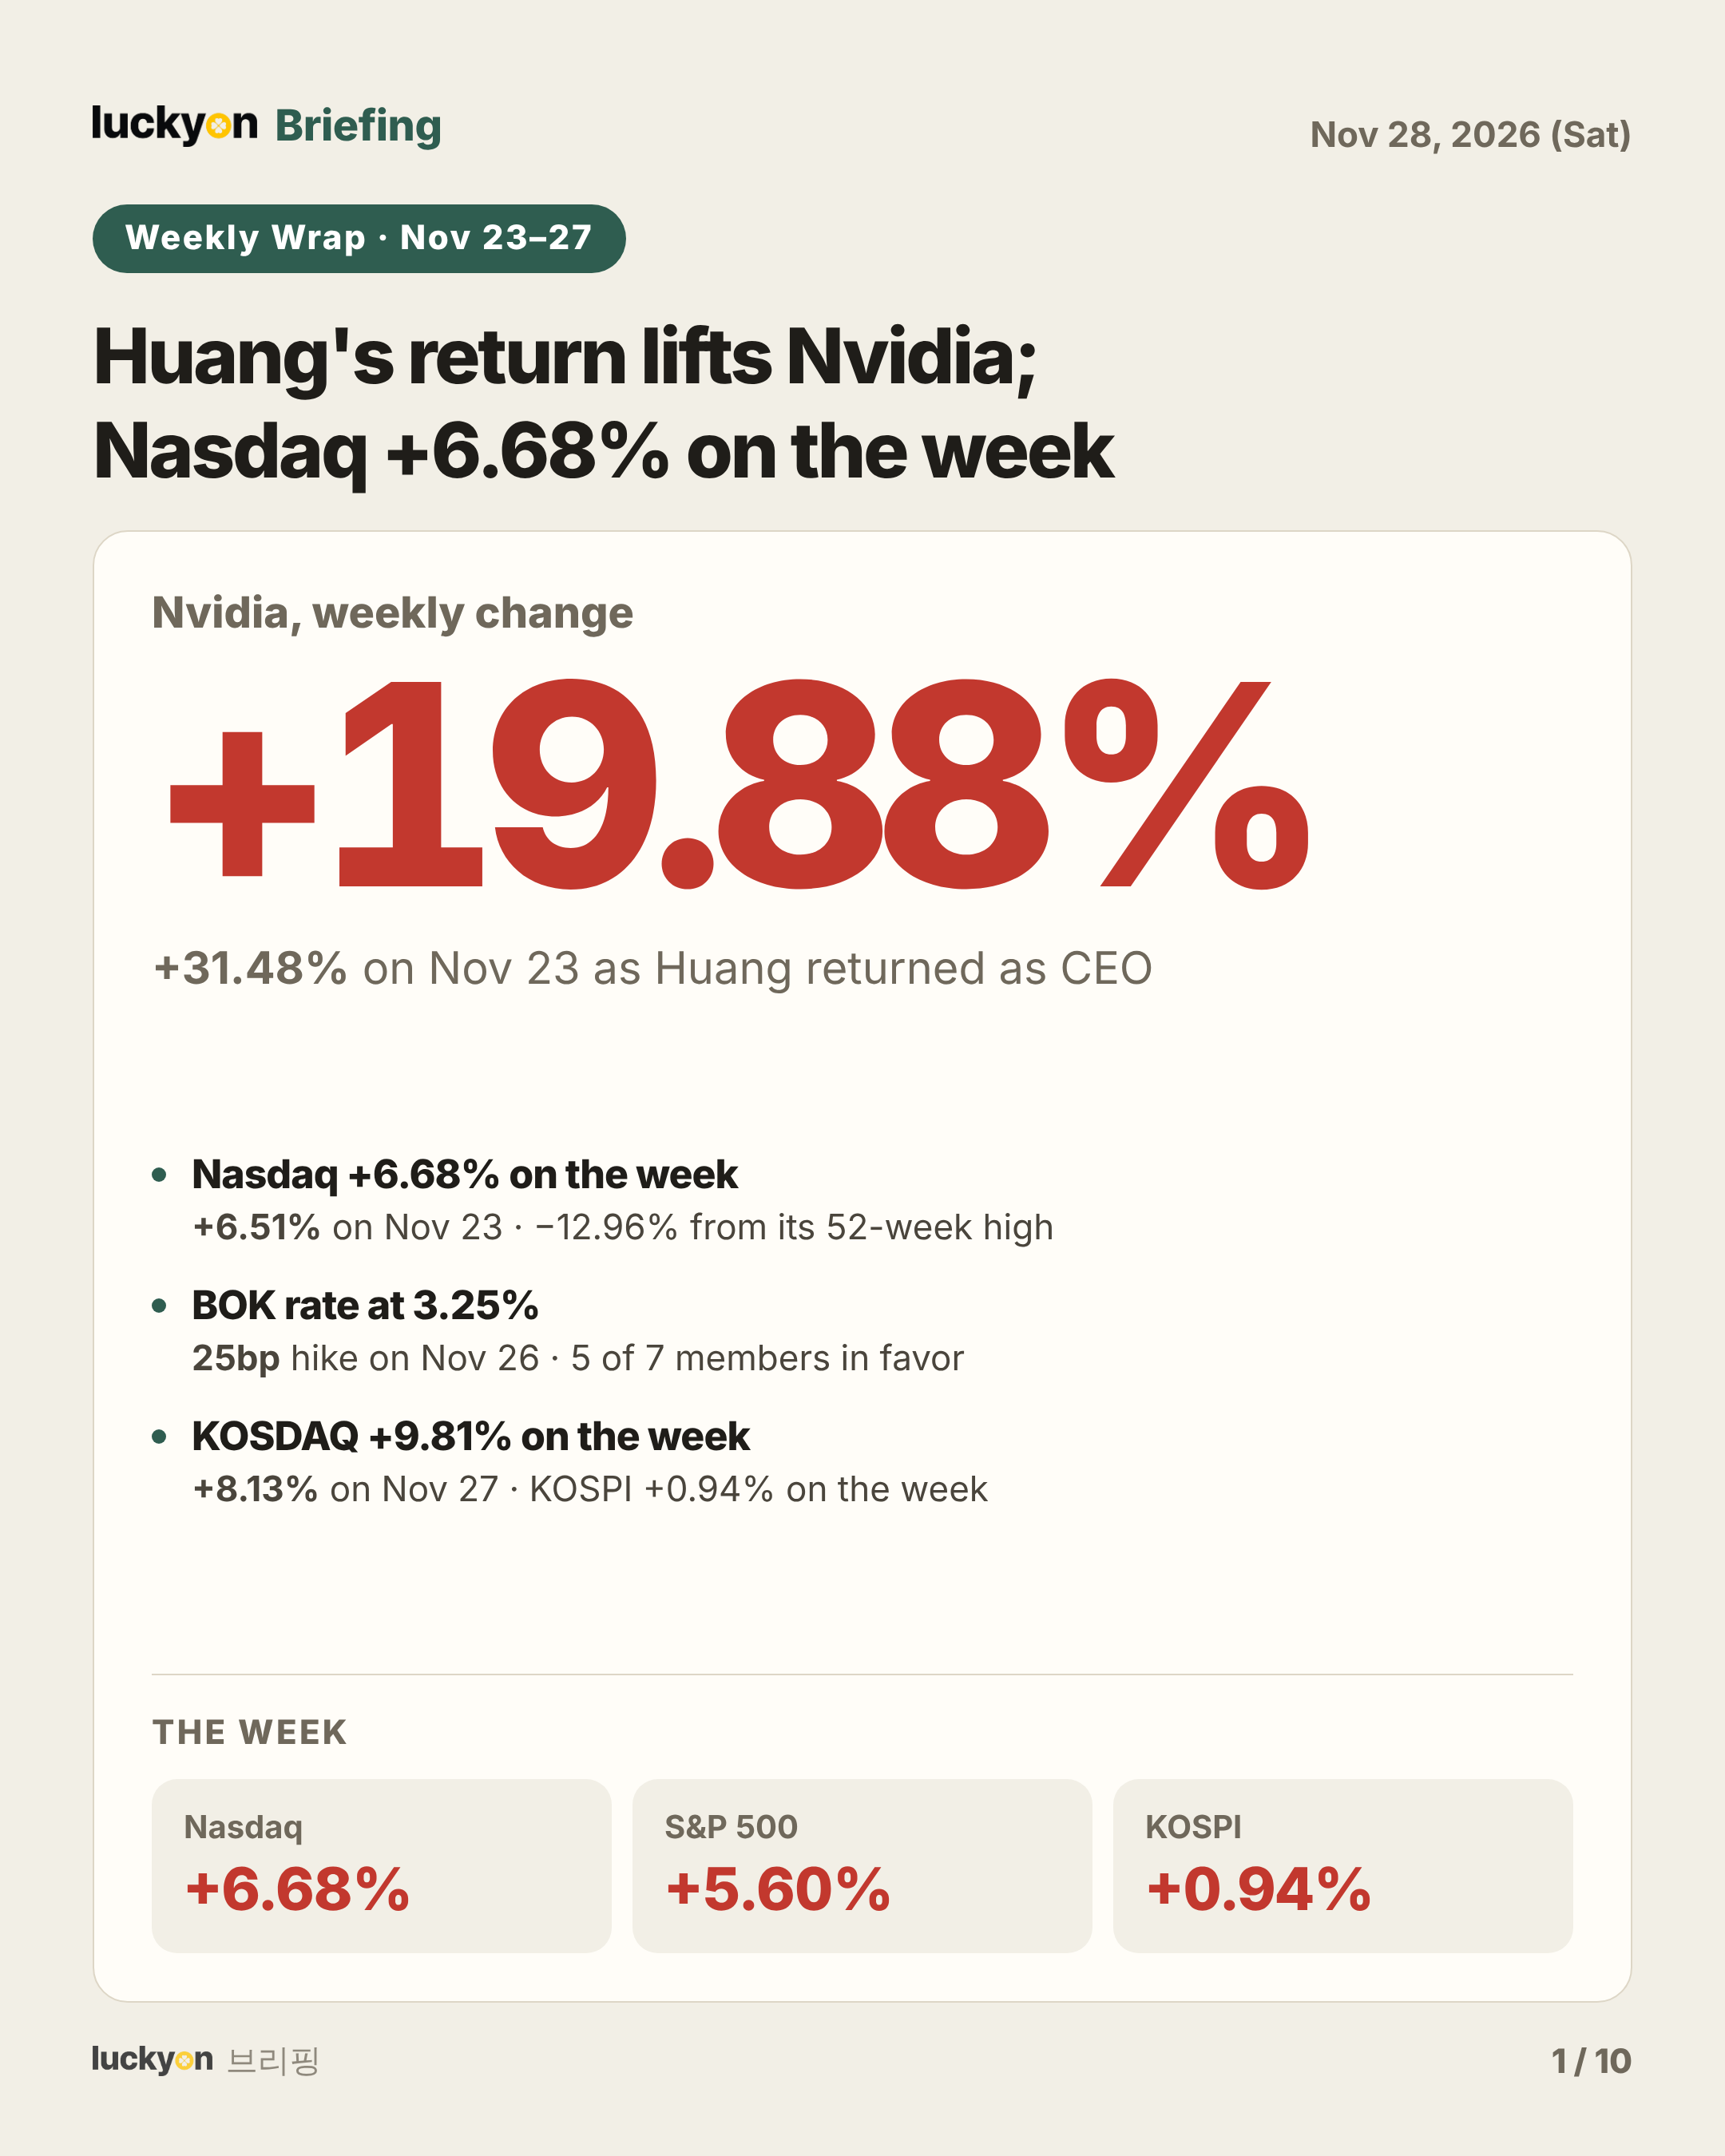 luckyon Briefing
Nov 28, 2026 (Sat)
Weekly Wrap · Nov 23–27
Huang's return lifts Nvidia;
Nasdaq +6.68% on the week
Nvidia, weekly change
+19.88%
+31.48% on Nov 23 as Huang returned as CEO
• Nasdaq +6.68% on the week
+6.51% on Nov 23 · −12.96% from its 52-week high
• BOK rate at 3.25%
25bp hike on Nov 26 · 5 of 7 members in favor
• KOSDAQ +9.81% on the week
+8.13% on Nov 27 · KOSPI +0.94% on the week
THE WEEK
Nasdaq
+6.68%
S&P 500
+5.60%
KOSPI
+0.94%
luckyon 브리핑
1 / 10